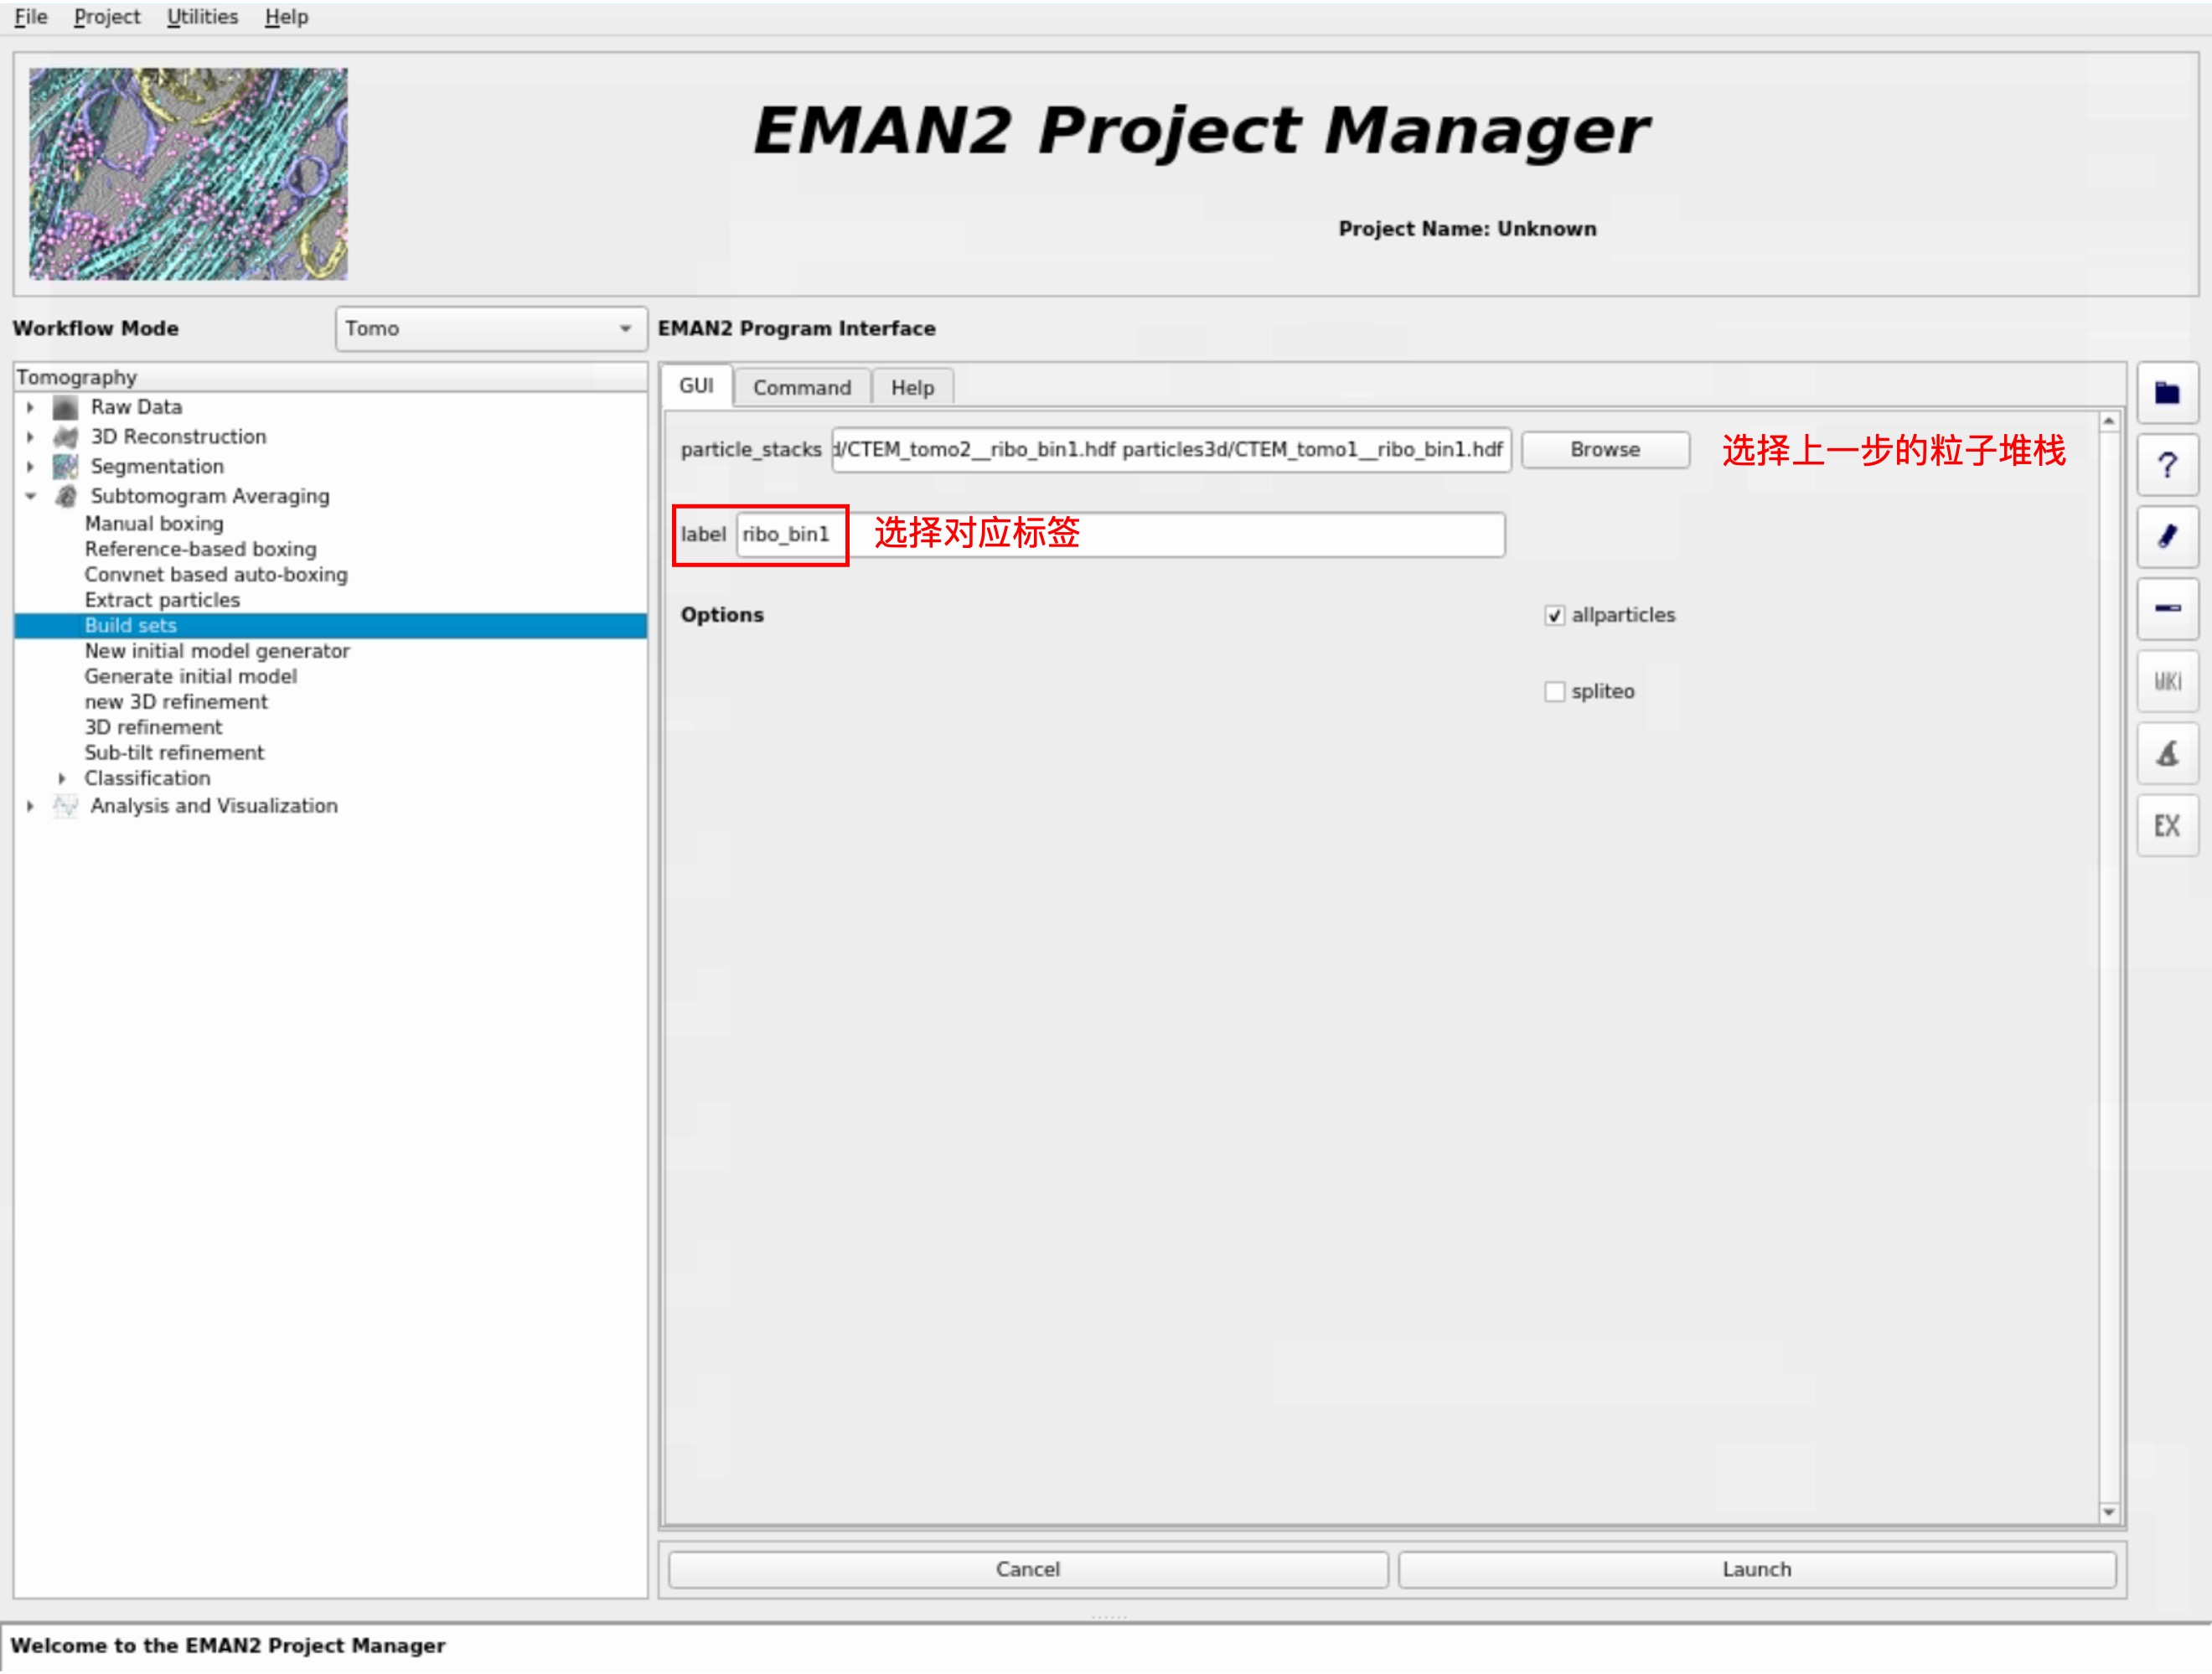 File Project Utilities Help
EMAN2 Project Manager
Project Name: Unknown
Workflow Mode Tomo EMAN2 Program Interface
Tomography
Raw Data
3D Reconstruction
Segmentation
Subtomogram Averaging
Manual boxing
Reference-based boxing
Convnet based auto-boxing
Extract particles
Build sets
New initial model generator
Generate initial model
new 3D refinement
3D refinement
Sub-tilt refinement
Classification
Analysis and Visualization
GUI Command Help
particle_stacks d/CTEM_tomo2__ribo_bin1.hdf particles3d/CTEM_tomo1__ribo_bin1.hdf Browse 选择上一步的粒子堆栈
label ribo_bin1 选择对应标签
Options allparticles
spliteo
?
EX
Cancel Launch
Welcome to the EMAN2 Project Manager